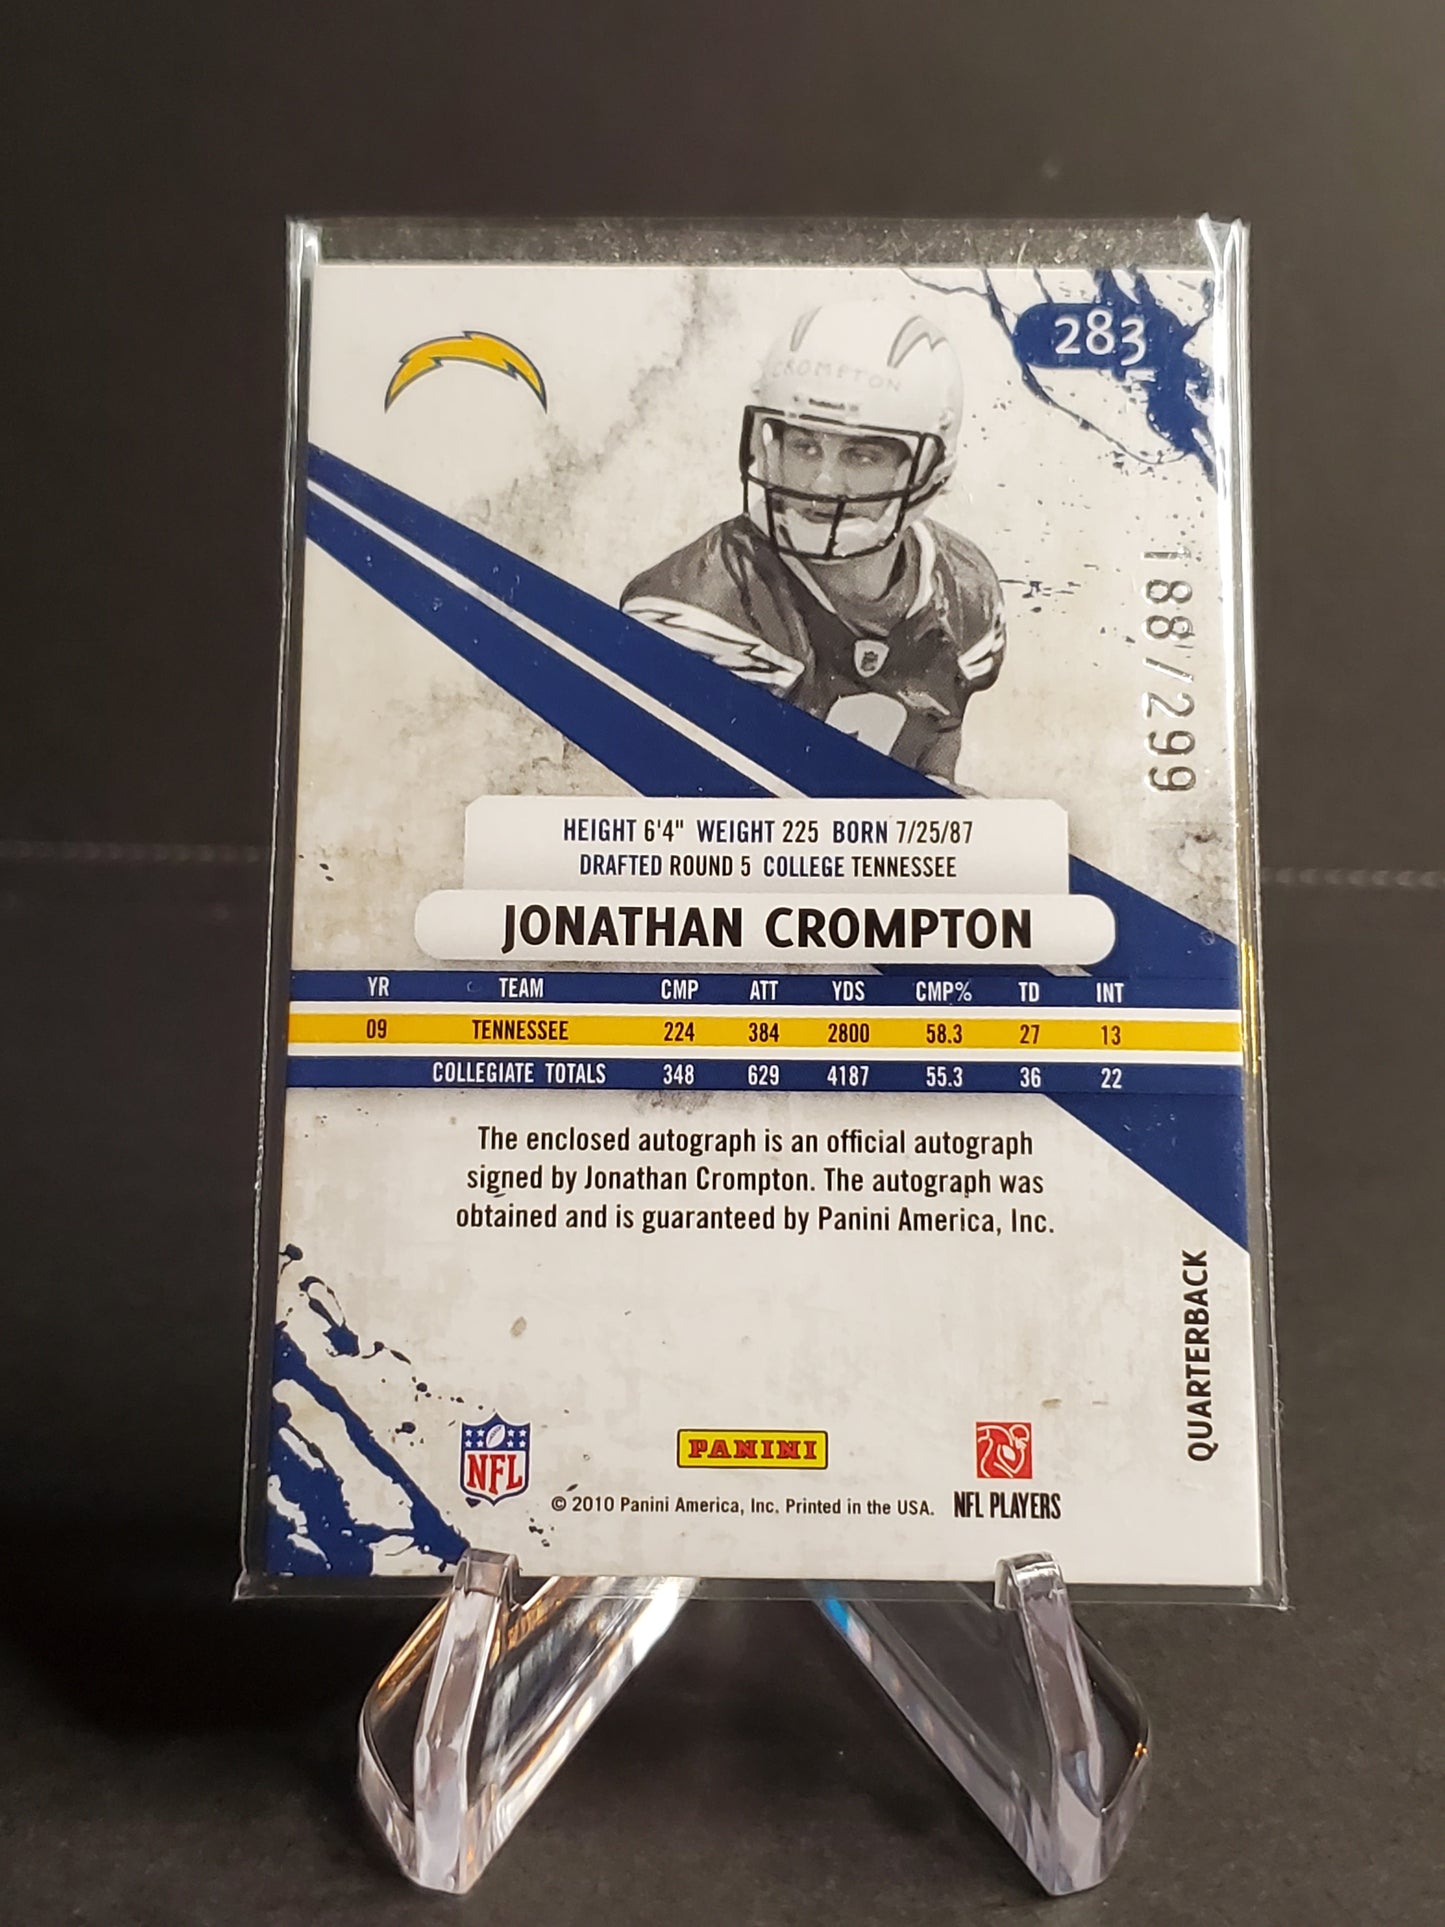 283
CROMPTON
188/299
HEIGHT 6'4" WEIGHT 225 BORN 7/25/87
DRAFTED ROUND 5 COLLEGE TENNESSEE
JONATHAN CROMPTON
YR TEAM CMP ATT YDS CMP% TD INT
09 TENNESSEE 224 384 2800 58.3 27 13
COLLEGIATE TOTALS 348 629 4187 55.3 36 22
The enclosed autograph is an official autograph
signed by Jonathan Crompton. The autograph was
obtained and is guaranteed by Panini America, Inc.
QUARTERBACK
NFL
PANINI
© 2010 Panini America, Inc. Printed in the USA.
NFL PLAYERS